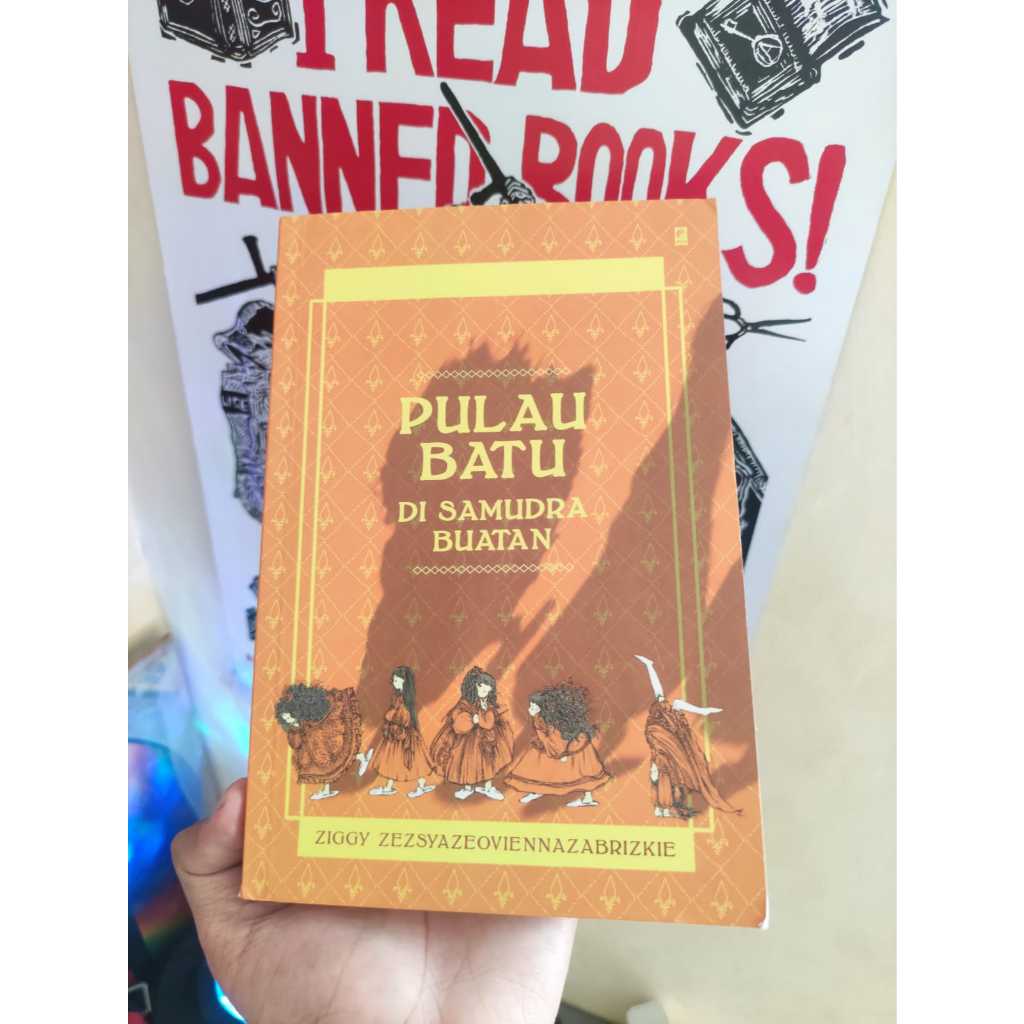 I READ
BANNED BOOKS!
PULAU
BATU
DI SAMUDRA
BUATAN
ZIGGY ZEZSYAZEOVIENNAZABRIZKIE